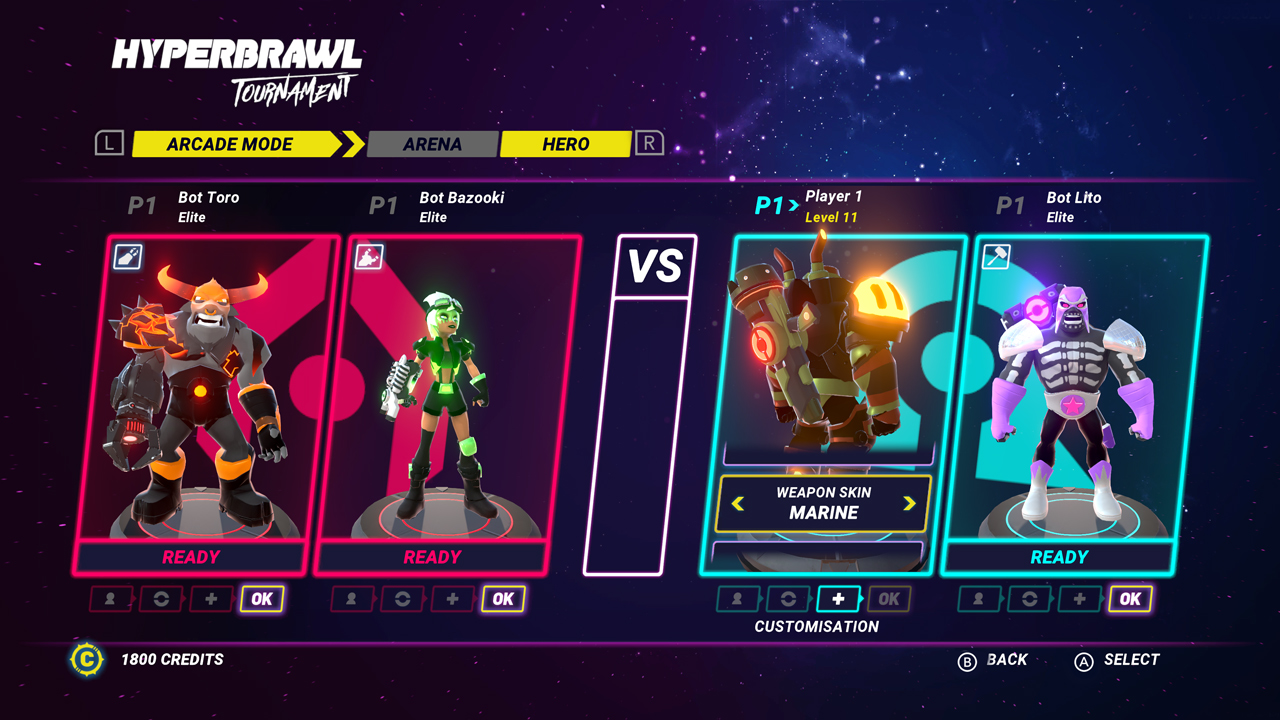 HYPERBRAWL
TOURNAMENT
L ARCADE MODE ARENA HERO R
P1 Bot Toro
Elite
P1 Bot Bazooki
Elite
P1 Player 1
Level 11
P1 Bot Lito
Elite
VS
WEAPON SKIN
MARINE
READY
READY
READY
OK
OK
OK
OK
CUSTOMISATION
C 1800 CREDITS
B BACK
A SELECT